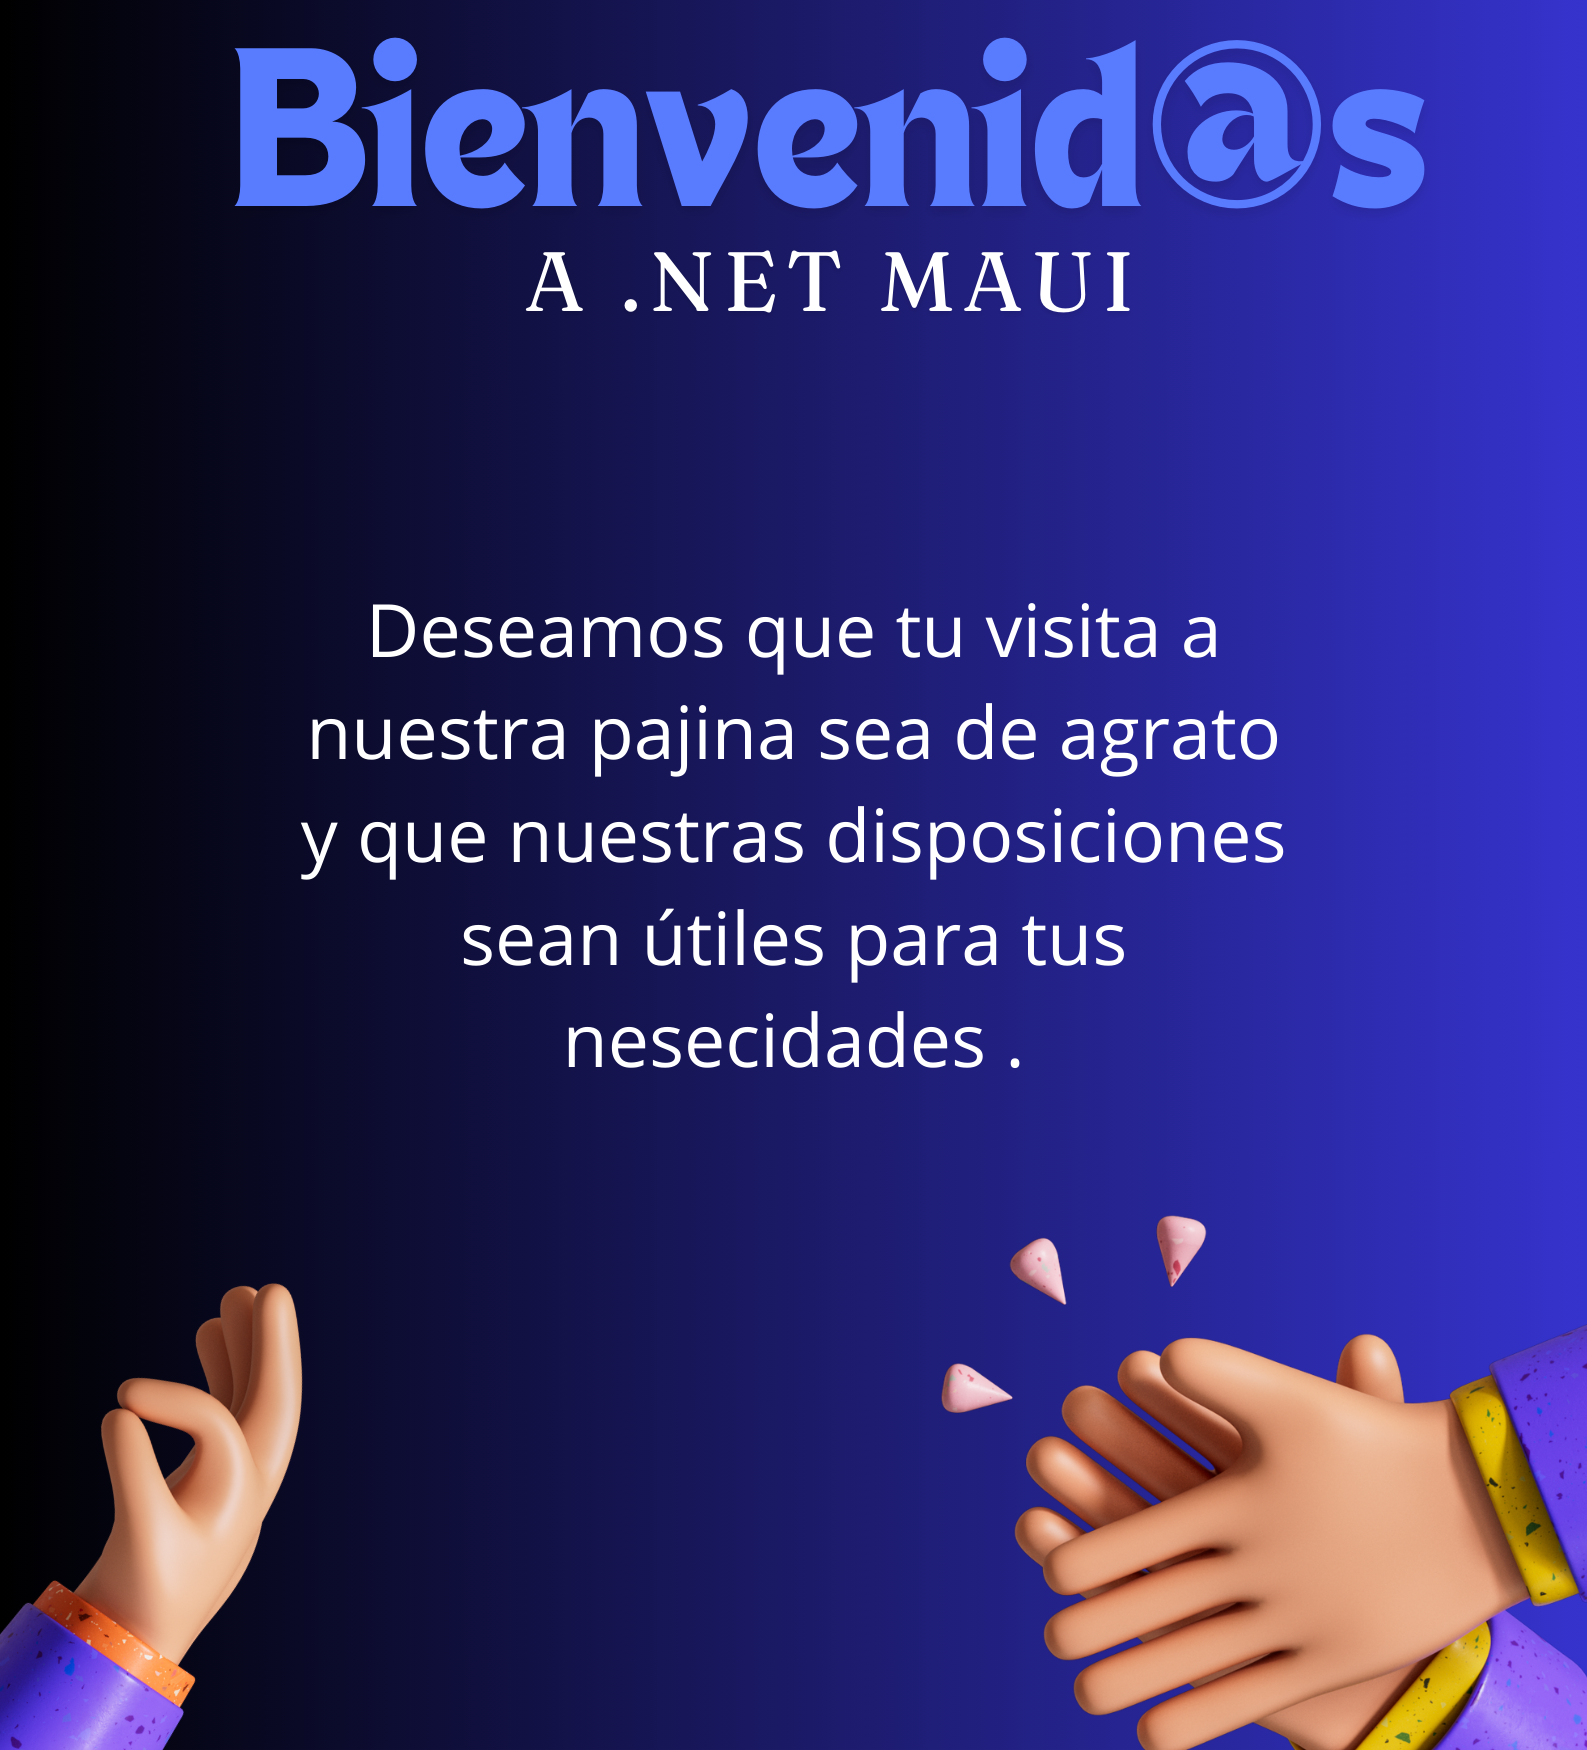 Bienvenid@s
A .NET MAUI
Deseamos que tu visita a
nuestra pajina sea de agrato
y que nuestras disposiciones
sean útiles para tus
nesecidades .